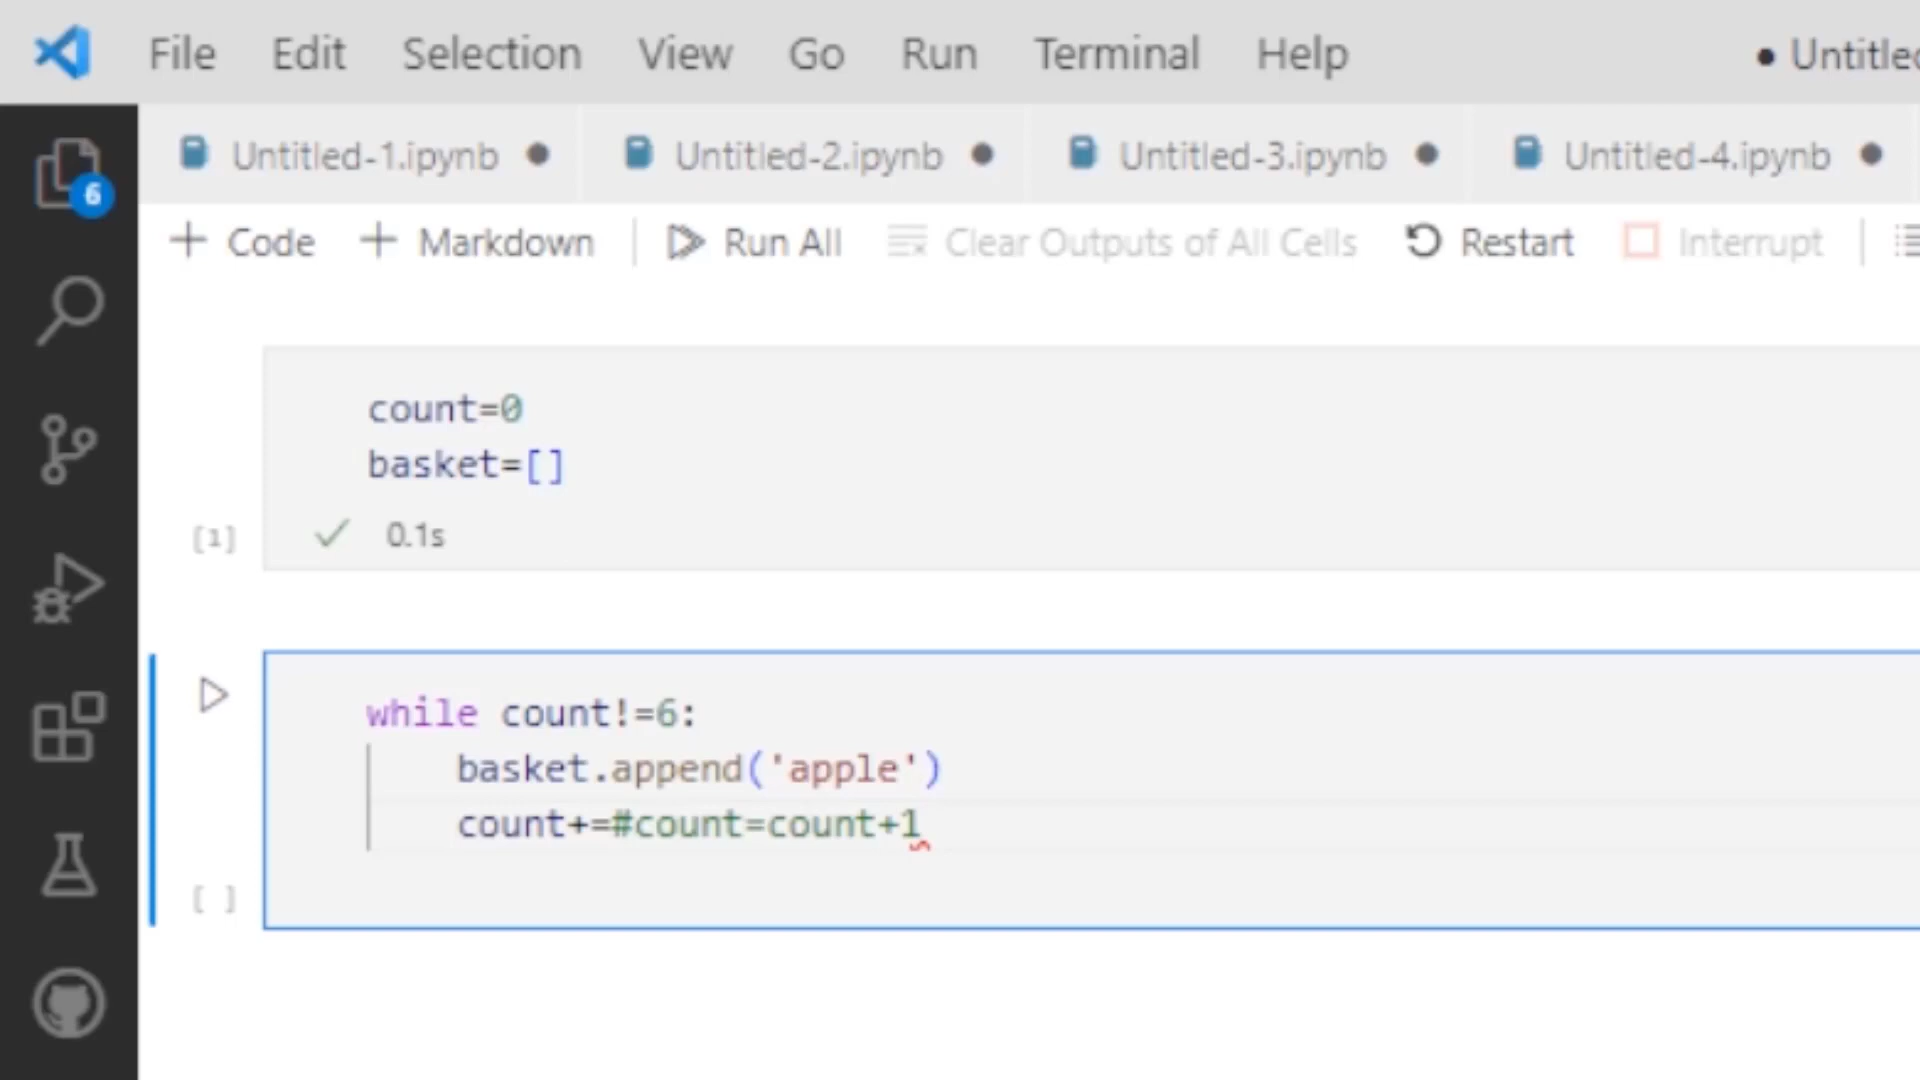 File Edit Selection View Go Run Terminal Help ● Untitled
6
Untitled-1.ipynb ● Untitled-2.ipynb ● Untitled-3.ipynb ● Untitled-4.ipynb ●
+ Code + Markdown Run All Clear Outputs of All Cells Restart Interrupt
count=0
basket=[]
[1] ✓ 0.1s
while count!=6:
basket.append('apple')
count+=#count=count+1
[ ]